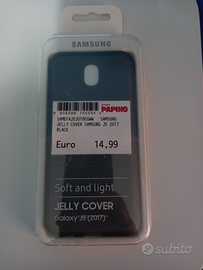 SAMSUNG
PAPINO
SAMSUNG
JELLY COVER SAMSUNG J5 2017
BLACK
Euro 14,99
Soft and light
JELLY COVER
Galaxy J5 (2017)
subito